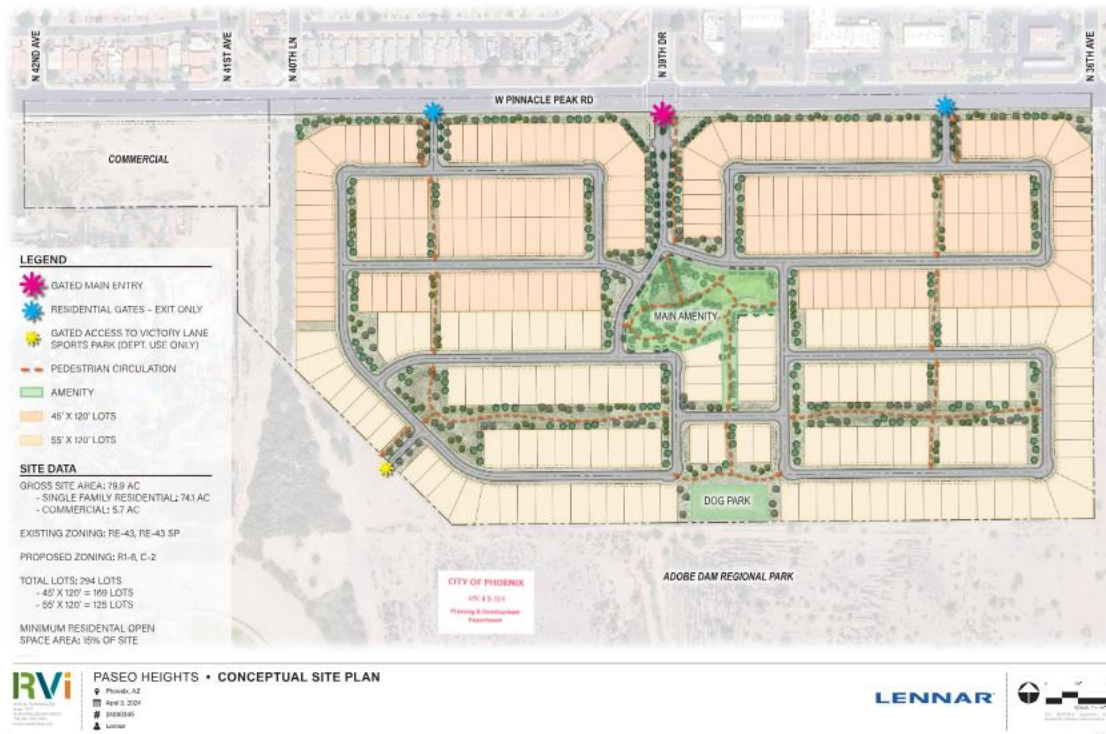 N 42ND AVE
N 41ST AVE
N 40TH LN
N 39TH DR
N 36TH AVE
W PINNACLE PEAK RD
COMMERCIAL
MAIN AMENITY
DOG PARK
ADOBE DAM REGIONAL PARK
LEGEND
GATED MAIN ENTRY
RESIDENTIAL GATES – EXIT ONLY
GATED ACCESS TO VICTORY LANE
SPORTS PARK (DEPT. USE ONLY)
PEDESTRIAN CIRCULATION
AMENITY
45' X 120' LOTS
55' X 120' LOTS
SITE DATA
GROSS SITE AREA: 79.9 AC
- SINGLE FAMILY RESIDENTIAL: 74.1 AC
- COMMERCIAL: 5.7 AC
EXISTING ZONING: RE-43, RE-43 SP
PROPOSED ZONING: R1-6, C-2
TOTAL LOTS: 294 LOTS
- 45' X 120' = 169 LOTS
- 55' X 120' = 125 LOTS
MINIMUM RESIDENTAL OPEN
SPACE AREA: 15% OF SITE
CITY OF PHOENIX
Planning & Development
Department
RVi
PASEO HEIGHTS • CONCEPTUAL SITE PLAN
Phoenix, AZ
April 3, 2024
Lennar
LENNAR